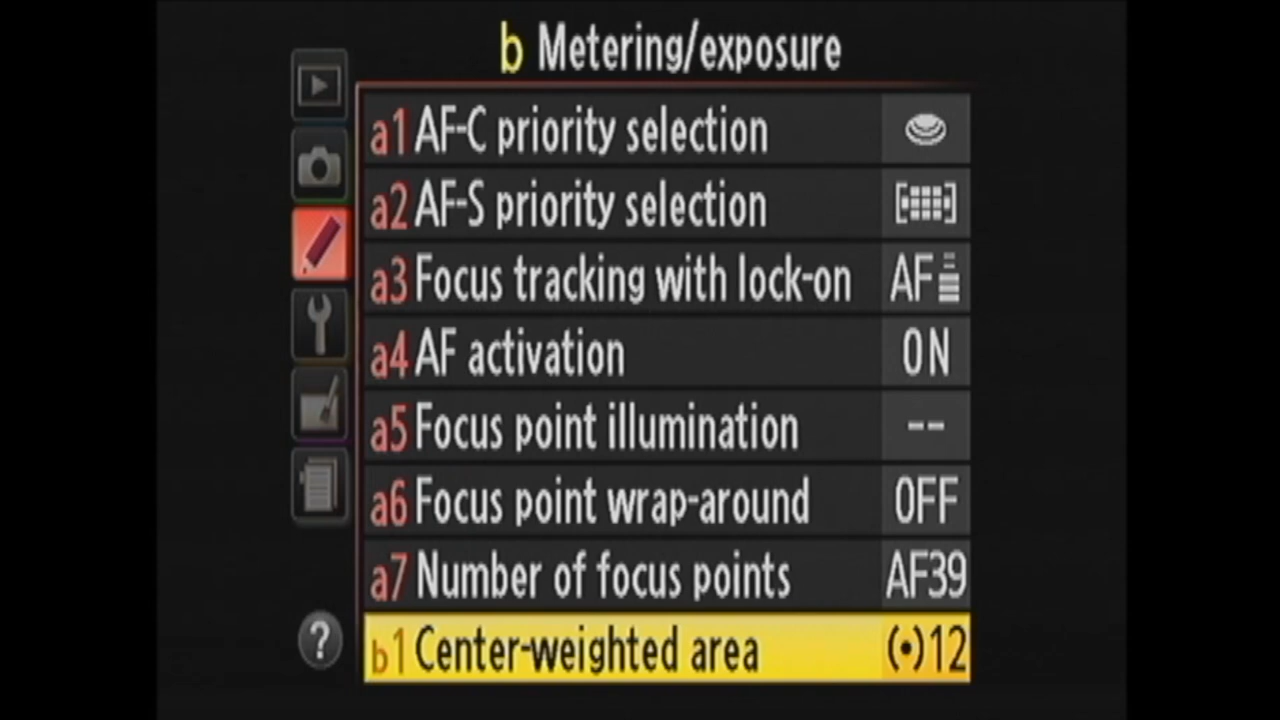 b Metering/exposure
a1 AF-C priority selection
a2 AF-S priority selection
a3 Focus tracking with lock-on AF
a4 AF activation ON
a5 Focus point illumination --
a6 Focus point wrap-around OFF
a7 Number of focus points AF39
? b1 Center-weighted area (•)12